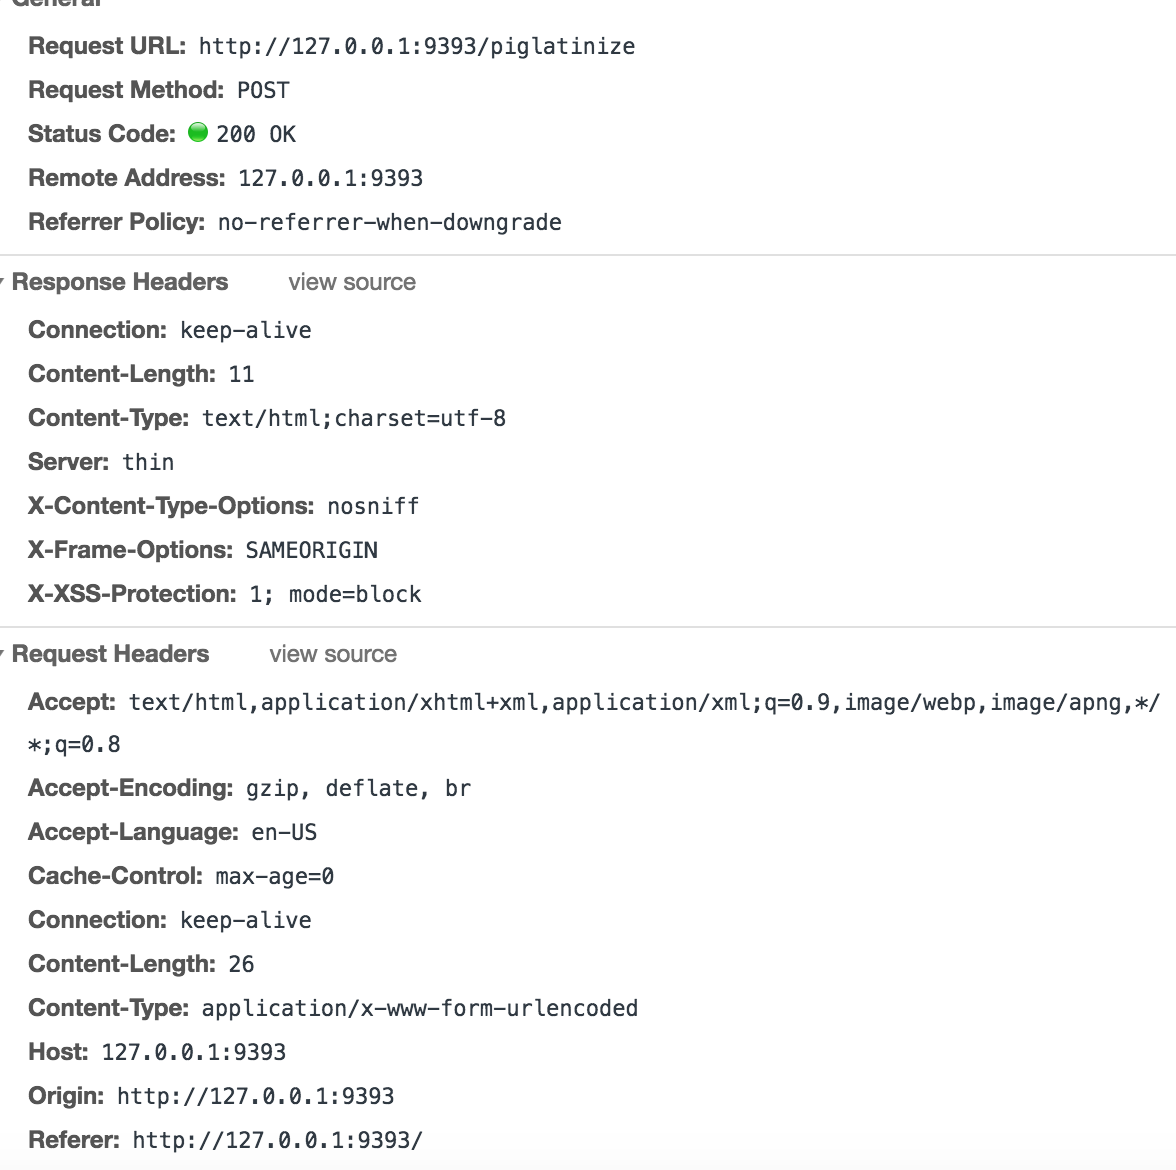 General
Request URL: http://127.0.0.1:9393/piglatinize
Request Method: POST
Status Code: 200 OK
Remote Address: 127.0.0.1:9393
Referrer Policy: no-referrer-when-downgrade
Response Headers view source
Connection: keep-alive
Content-Length: 11
Content-Type: text/html;charset=utf-8
Server: thin
X-Content-Type-Options: nosniff
X-Frame-Options: SAMEORIGIN
X-XSS-Protection: 1; mode=block
Request Headers view source
Accept: text/html,application/xhtml+xml,application/xml;q=0.9,image/webp,image/apng,*/
*;q=0.8
Accept-Encoding: gzip, deflate, br
Accept-Language: en-US
Cache-Control: max-age=0
Connection: keep-alive
Content-Length: 26
Content-Type: application/x-www-form-urlencoded
Host: 127.0.0.1:9393
Origin: http://127.0.0.1:9393
Referer: http://127.0.0.1:9393/